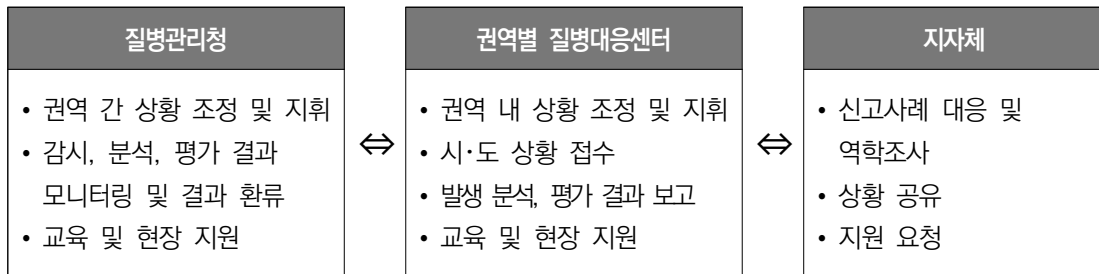 질병관리청
• 권역 간 상황 조정 및 지휘
• 감시, 분석, 평가 결과
모니터링 및 결과 환류
• 교육 및 현장 지원
⇔
권역별 질병대응센터
• 권역 내 상황 조정 및 지휘
• 시·도 상황 접수
• 발생 분석, 평가 결과 보고
• 교육 및 현장 지원
⇔
지자체
• 신고사례 대응 및
역학조사
• 상황 공유
• 지원 요청